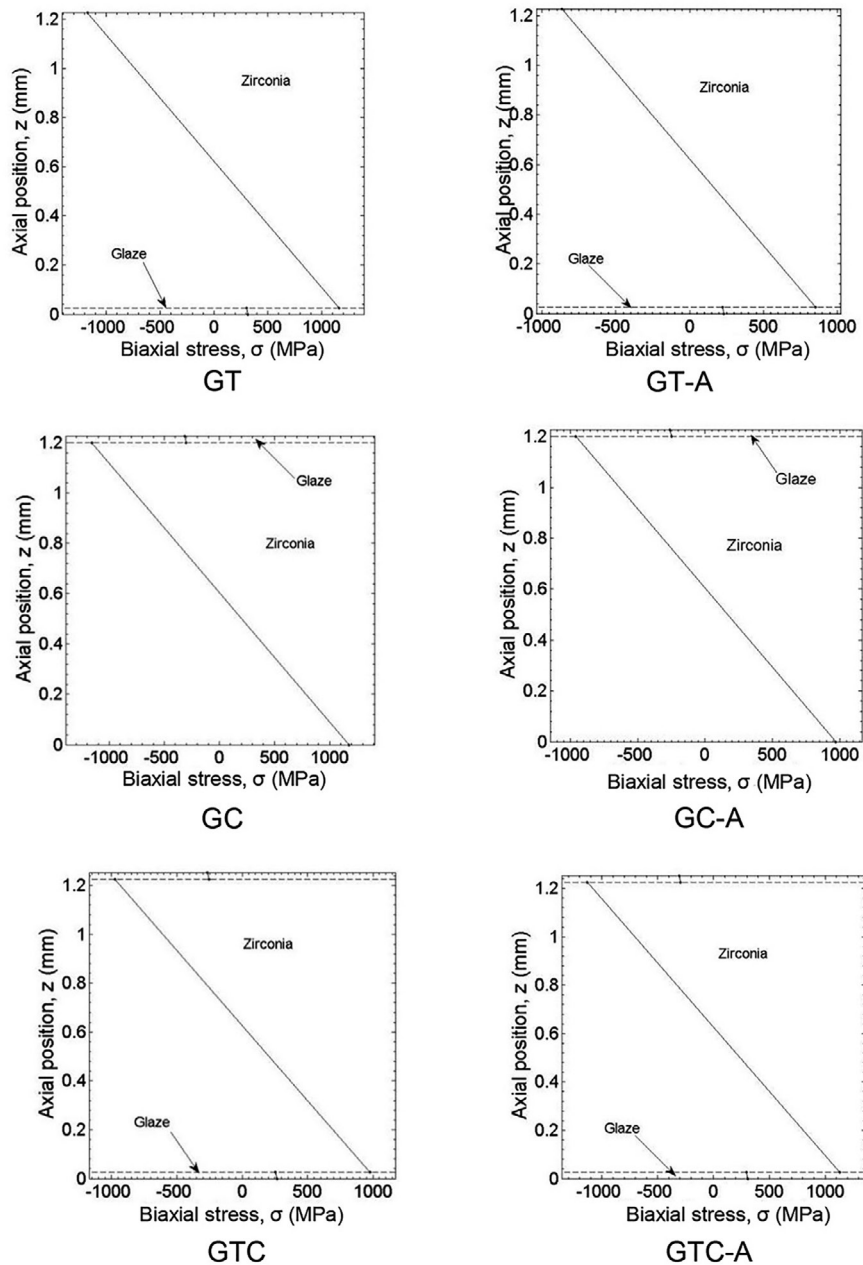 1.2
1
0.8
0.6
0.4
0.2
0
Axial position, z (mm)
Zirconia
Glaze
-1000 -500 0 500 1000
Biaxial stress, σ (MPa)
GT
1.2
1
0.8
0.6
0.4
0.2
0
Axial position, z (mm)
Zirconia
Glaze
-1000 -500 0 500 1000
Biaxial stress, σ (MPa)
GT-A
1.2
1
0.8
0.6
0.4
0.2
0
Axial position, z (mm)
Glaze
Zirconia
-1000 -500 0 500 1000
Biaxial stress, σ (MPa)
GC
1.2
1
0.8
0.6
0.4
0.2
0
Axial position, z (mm)
Glaze
Zirconia
-1000 -500 0 500 1000
Biaxial stress, σ (MPa)
GC-A
1.2
1
0.8
0.6
0.4
0.2
0
Axial position, z (mm)
Zirconia
Glaze
-1000 -500 0 500 1000
Biaxial stress, σ (MPa)
GTC
1.2
1
0.8
0.6
0.4
0.2
0
Axial position, z (mm)
Zirconia
Glaze
-1000 -500 0 500 1000
Biaxial stress, σ (MPa)
GTC-A